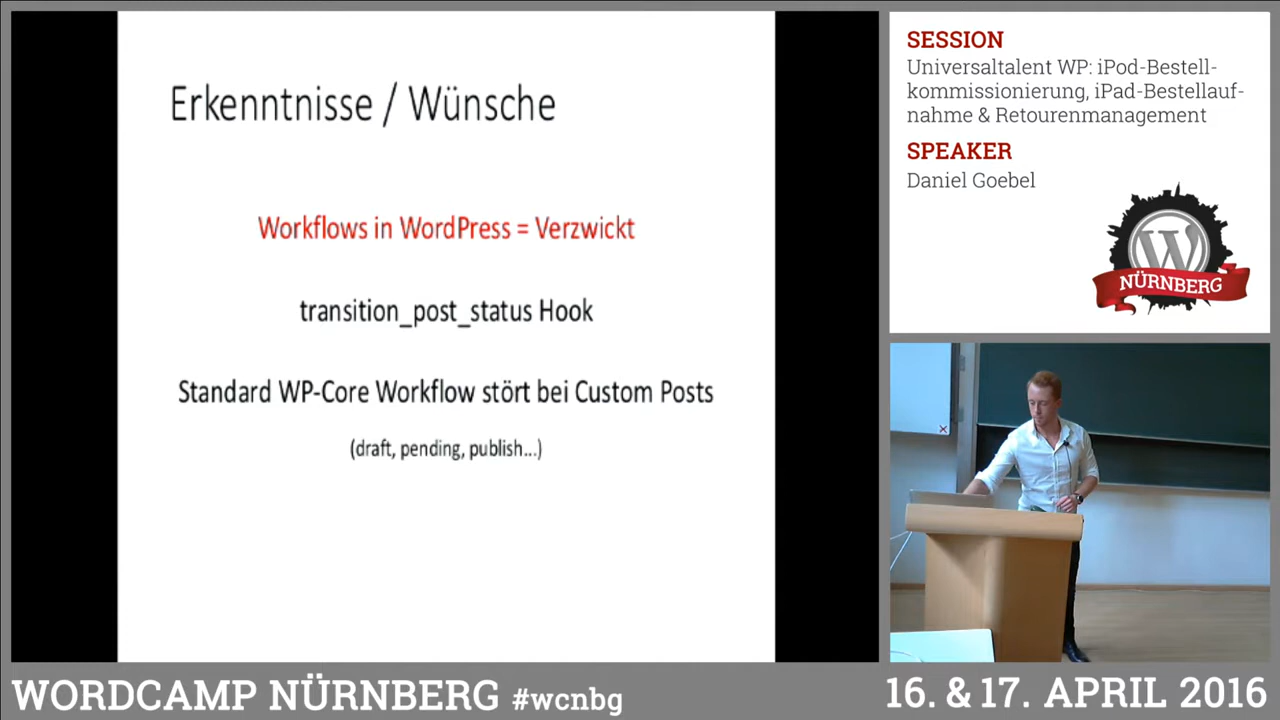 Erkenntnisse / Wünsche
Workflows in WordPress = Verzwickt
transition_post_status Hook
Standard WP-Core Workflow stört bei Custom Posts
(draft, pending, publish...)
SESSION
Universaltalent WP: iPod-Bestell-
kommissionierung, iPad-Bestellauf-
nahme & Retourenmanagement
SPEAKER
Daniel Goebel
W
NÜRNBERG
WORDCAMP NÜRNBERG #wcnbg
16. & 17. APRIL 2016